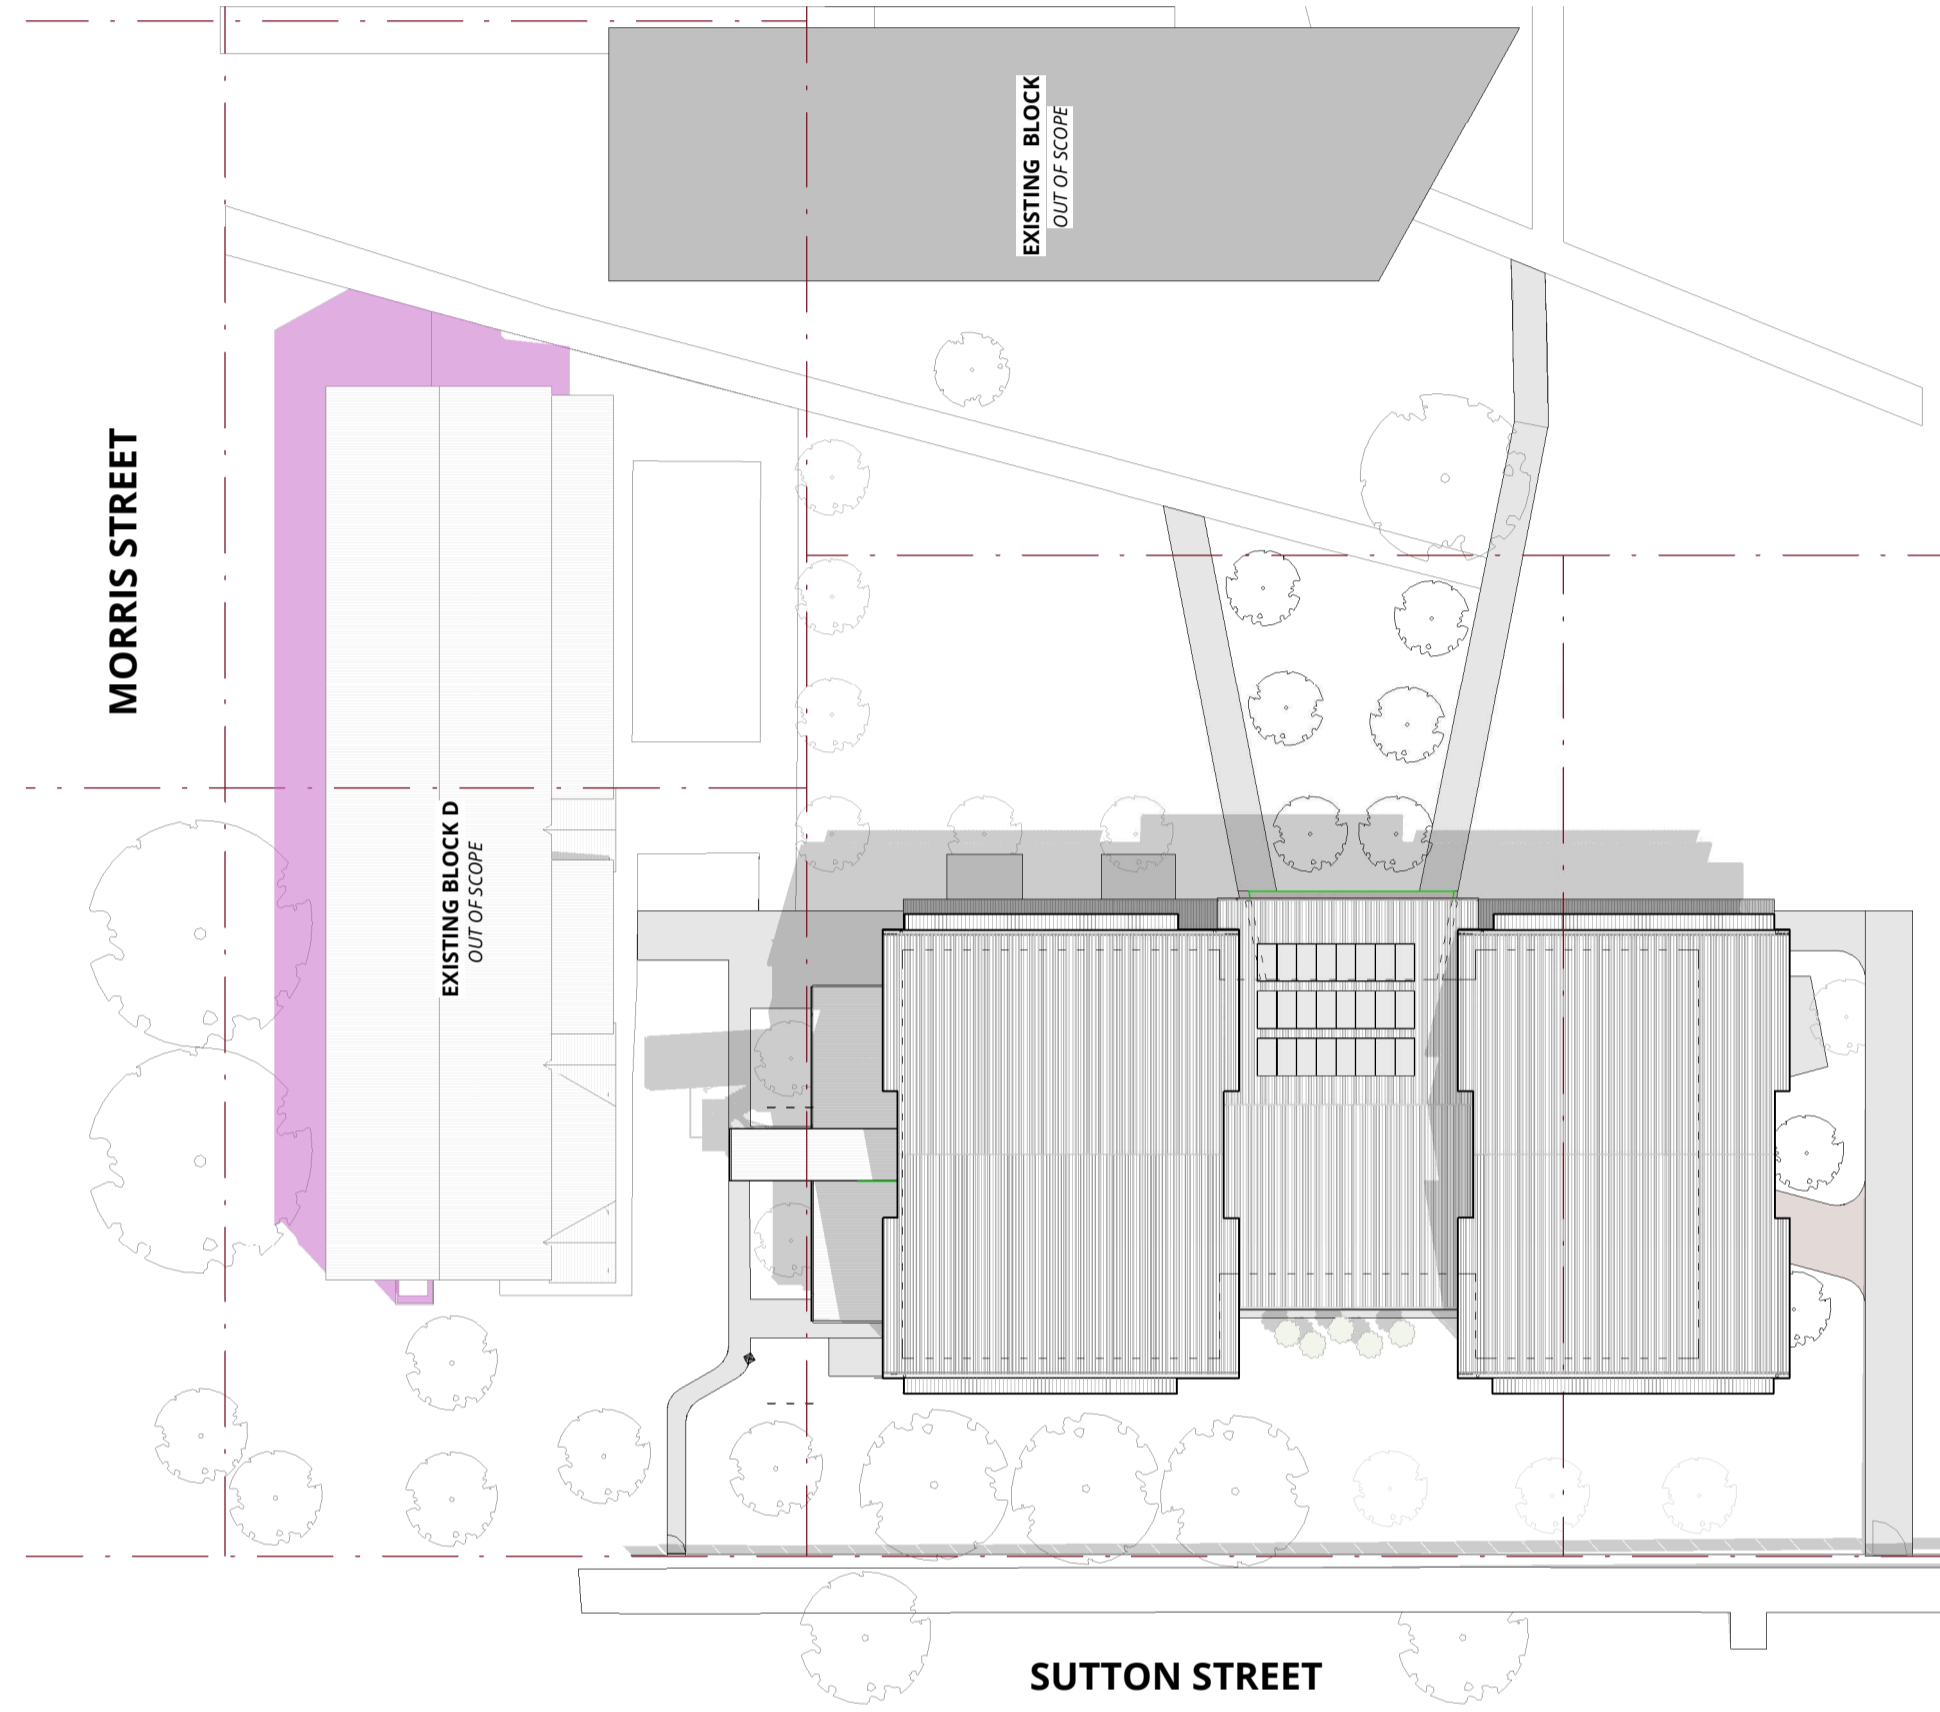 EXISTING BLOCK
OUT OF SCOPE
MORRIS STREET
EXISTING BLOCK D
OUT OF SCOPE
SUTTON STREET